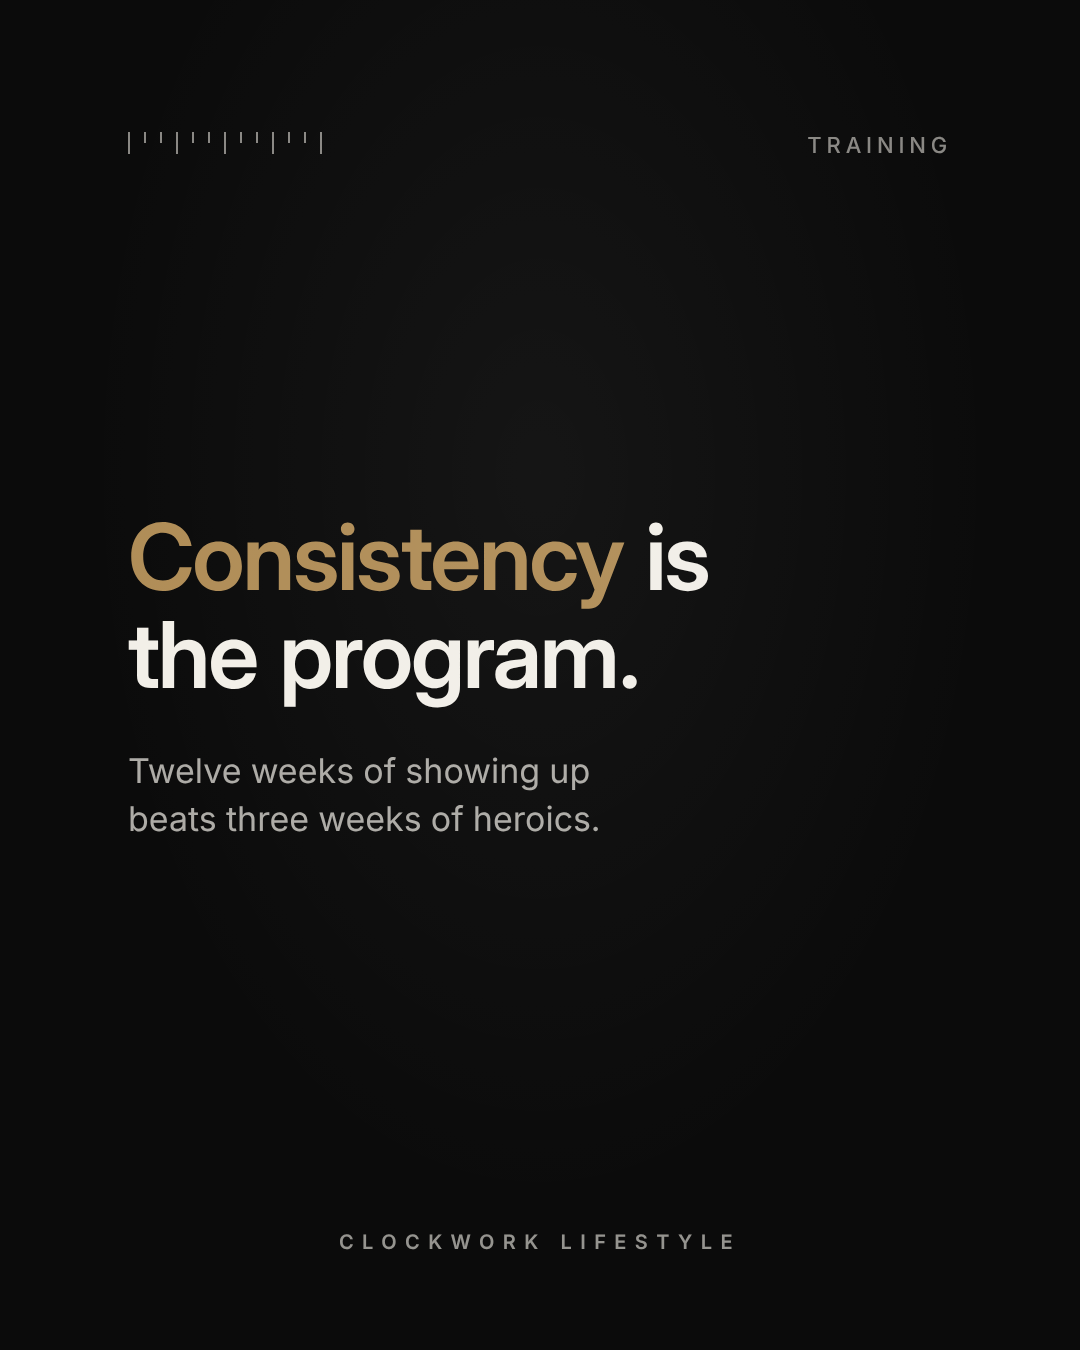 TRAINING
Consistency is
the program.
Twelve weeks of showing up
beats three weeks of heroics.
CLOCKWORK LIFESTYLE